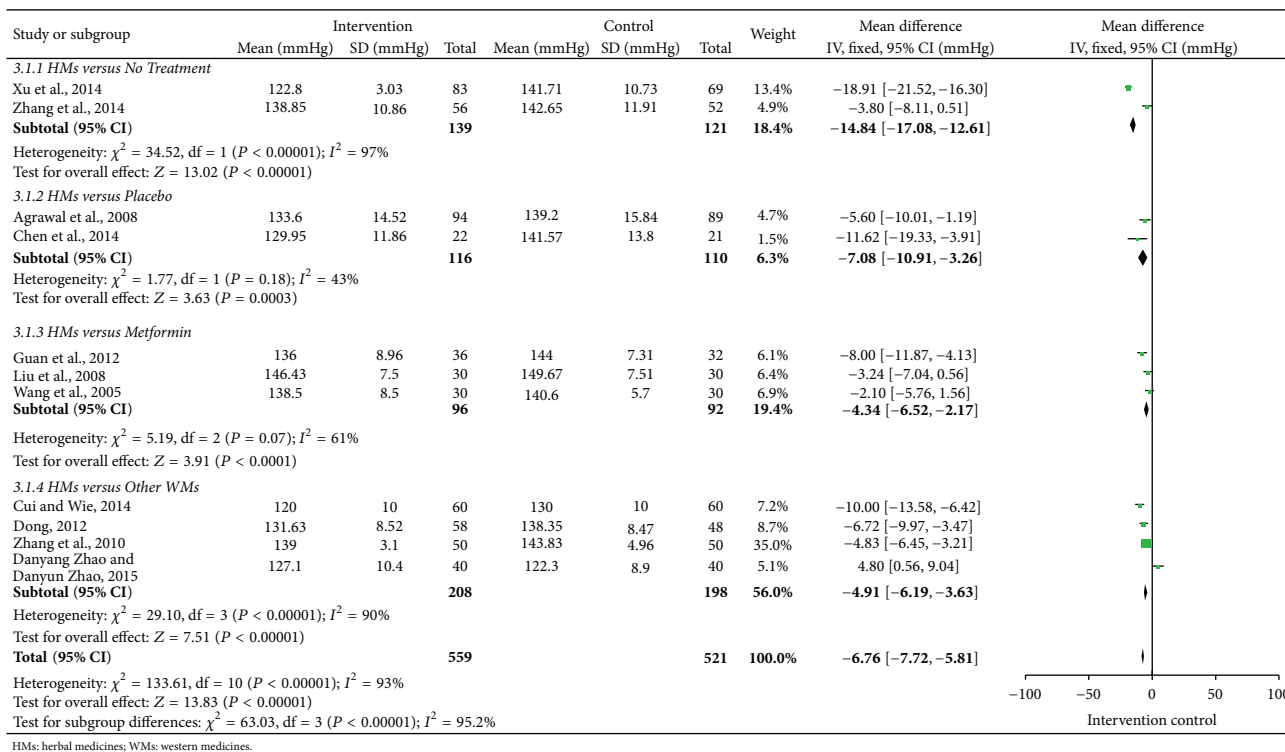 Study or subgroup Intervention Control Weight Mean difference Mean difference
Mean (mmHg) SD (mmHg) Total Mean (mmHg) SD (mmHg) Total IV, fixed, 95% CI (mmHg) IV, fixed, 95% CI (mmHg)
3.1.1 HMs versus No Treatment
Xu et al., 2014 122.8 3.03 83 141.71 10.73 69 13.4% −18.91 [−21.52, −16.30]
Zhang et al., 2014 138.85 10.86 56 142.65 11.91 52 4.9% −3.80 [−8.11, 0.51]
Subtotal (95% CI) 139 121 18.4% −14.84 [−17.08, −12.61]
Heterogeneity: χ² = 34.52, df = 1 (P < 0.00001); I² = 97%
Test for overall effect: Z = 13.02 (P < 0.00001)
3.1.2 HMs versus Placebo
Agrawal et al., 2008 133.6 14.52 94 139.2 15.84 89 4.7% −5.60 [−10.01, −1.19]
Chen et al., 2014 129.95 11.86 22 141.57 13.8 21 1.5% −11.62 [−19.33, −3.91]
Subtotal (95% CI) 116 110 6.3% −7.08 [−10.91, −3.26]
Heterogeneity: χ² = 1.77, df = 1 (P = 0.18); I² = 43%
Test for overall effect: Z = 3.63 (P = 0.0003)
3.1.3 HMs versus Metformin
Guan et al., 2012 136 8.96 36 144 7.31 32 6.1% −8.00 [−11.87, −4.13]
Liu et al., 2008 146.43 7.5 30 149.67 7.51 30 6.4% −3.24 [−7.04, 0.56]
Wang et al., 2005 138.5 8.5 30 140.6 5.7 30 6.9% −2.10 [−5.76, 1.56]
Subtotal (95% CI) 96 92 19.4% −4.34 [−6.52, −2.17]
Heterogeneity: χ² = 5.19, df = 2 (P = 0.07); I² = 61%
Test for overall effect: Z = 3.91 (P < 0.0001)
3.1.4 HMs versus Other WMs
Cui and Wie, 2014 120 10 60 130 10 60 7.2% −10.00 [−13.58, −6.42]
Dong, 2012 131.63 8.52 58 138.35 8.47 48 8.7% −6.72 [−9.97, −3.47]
Zhang et al., 2010 139 3.1 50 143.83 4.96 50 35.0% −4.83 [−6.45, −3.21]
Danyang Zhao and
Danyun Zhao, 2015 127.1 10.4 40 122.3 8.9 40 5.1% 4.80 [0.56, 9.04]
Subtotal (95% CI) 208 198 56.0% −4.91 [−6.19, −3.63]
Heterogeneity: χ² = 29.10, df = 3 (P < 0.00001); I² = 90%
Test for overall effect: Z = 7.51 (P < 0.00001)
Total (95% CI) 559 521 100.0% −6.76 [−7.72, −5.81]
Heterogeneity: χ² = 133.61, df = 10 (P < 0.00001); I² = 93%
Test for overall effect: Z = 13.83 (P < 0.00001)
Test for subgroup differences: χ² = 63.03, df = 3 (P < 0.00001); I² = 95.2%
−100 −50 0 50 100
Intervention control
HMs: herbal medicines; WMs: western medicines.